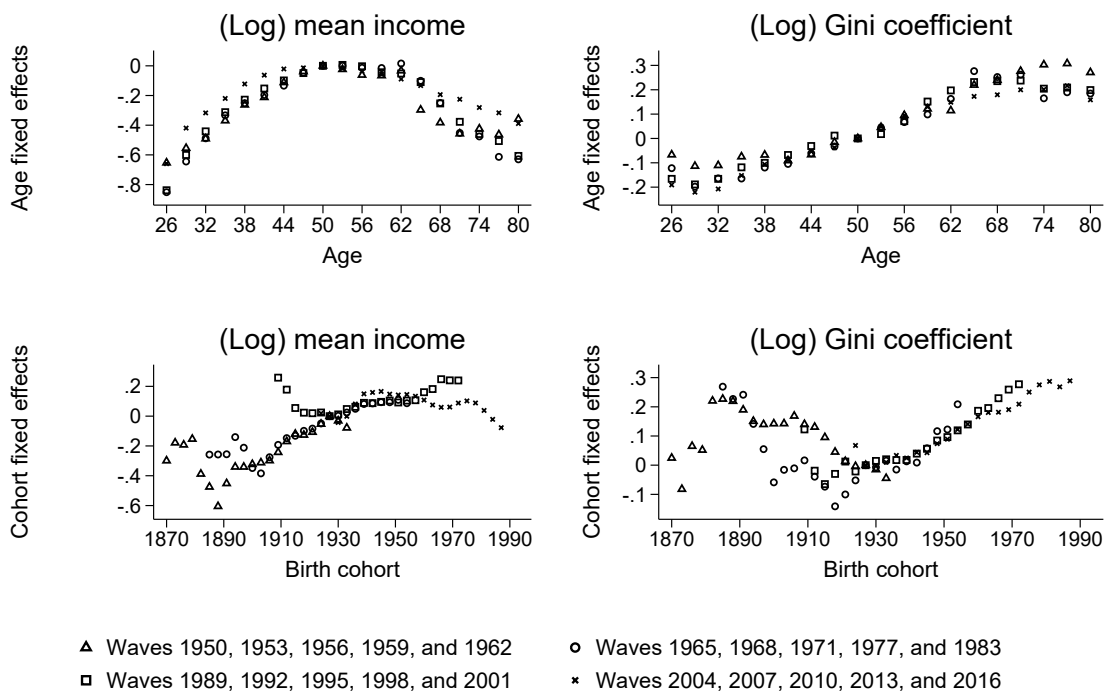 (Log) mean income
Age fixed effects
0
-.2
-.4
-.6
-.8
26 32 38 44 50 56 62 68 74 80
Age
(Log) Gini coefficient
Age fixed effects
.3
.2
.1
0
-.1
-.2
26 32 38 44 50 56 62 68 74 80
Age
(Log) mean income
Cohort fixed effects
.2
0
-.2
-.4
-.6
1870 1890 1910 1930 1950 1970 1990
Birth cohort
(Log) Gini coefficient
Cohort fixed effects
.3
.2
.1
0
-.1
1870 1890 1910 1930 1950 1970 1990
Birth cohort
Waves 1950, 1953, 1956, 1959, and 1962
Waves 1965, 1968, 1971, 1977, and 1983
Waves 1989, 1992, 1995, 1998, and 2001
Waves 2004, 2007, 2010, 2013, and 2016